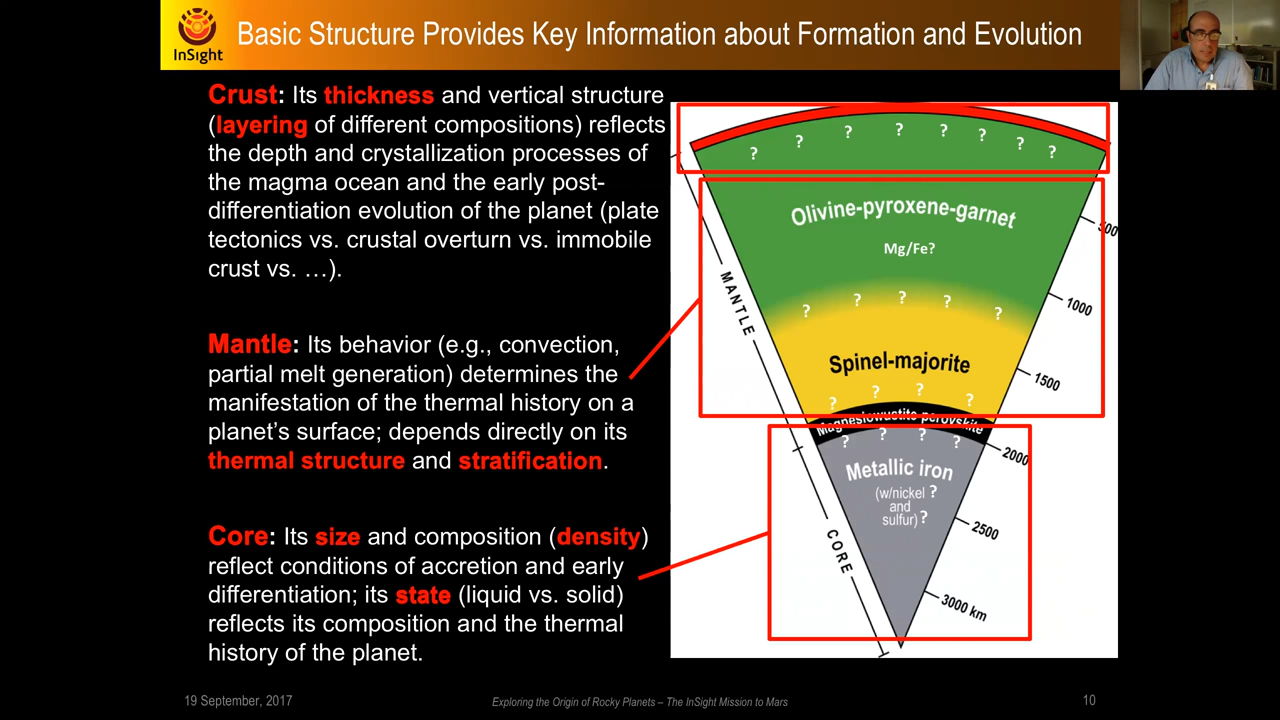 InSight
Basic Structure Provides Key Information about Formation and Evolution
Crust: Its thickness and vertical structure
(layering of different compositions) reflects
the depth and crystallization processes of
the magma ocean and the early post-
differentiation evolution of the planet (plate
tectonics vs. crustal overturn vs. immobile
crust vs. …).
Mantle: Its behavior (e.g., convection,
partial melt generation) determines the
manifestation of the thermal history on a
planet's surface; depends directly on its
thermal structure and stratification.
Core: Its size and composition (density)
reflect conditions of accretion and early
differentiation; its state (liquid vs. solid)
reflects its composition and the thermal
history of the planet.
? ? ? ? ? ? ? ?
Olivine-pyroxene-garnet
Mg/Fe?
? ? ? ? ?
Spinel-majorite
? ? ? ?
Magnesiowustite-perovskite
? ? ? ?
Metallic iron
(w/nickel ?
and
sulfur) ?
MANTLE
CORE
500
1000
1500
2000
2500
3000 km
19 September, 2017
Exploring the Origin of Rocky Planets – The InSight Mission to Mars
10